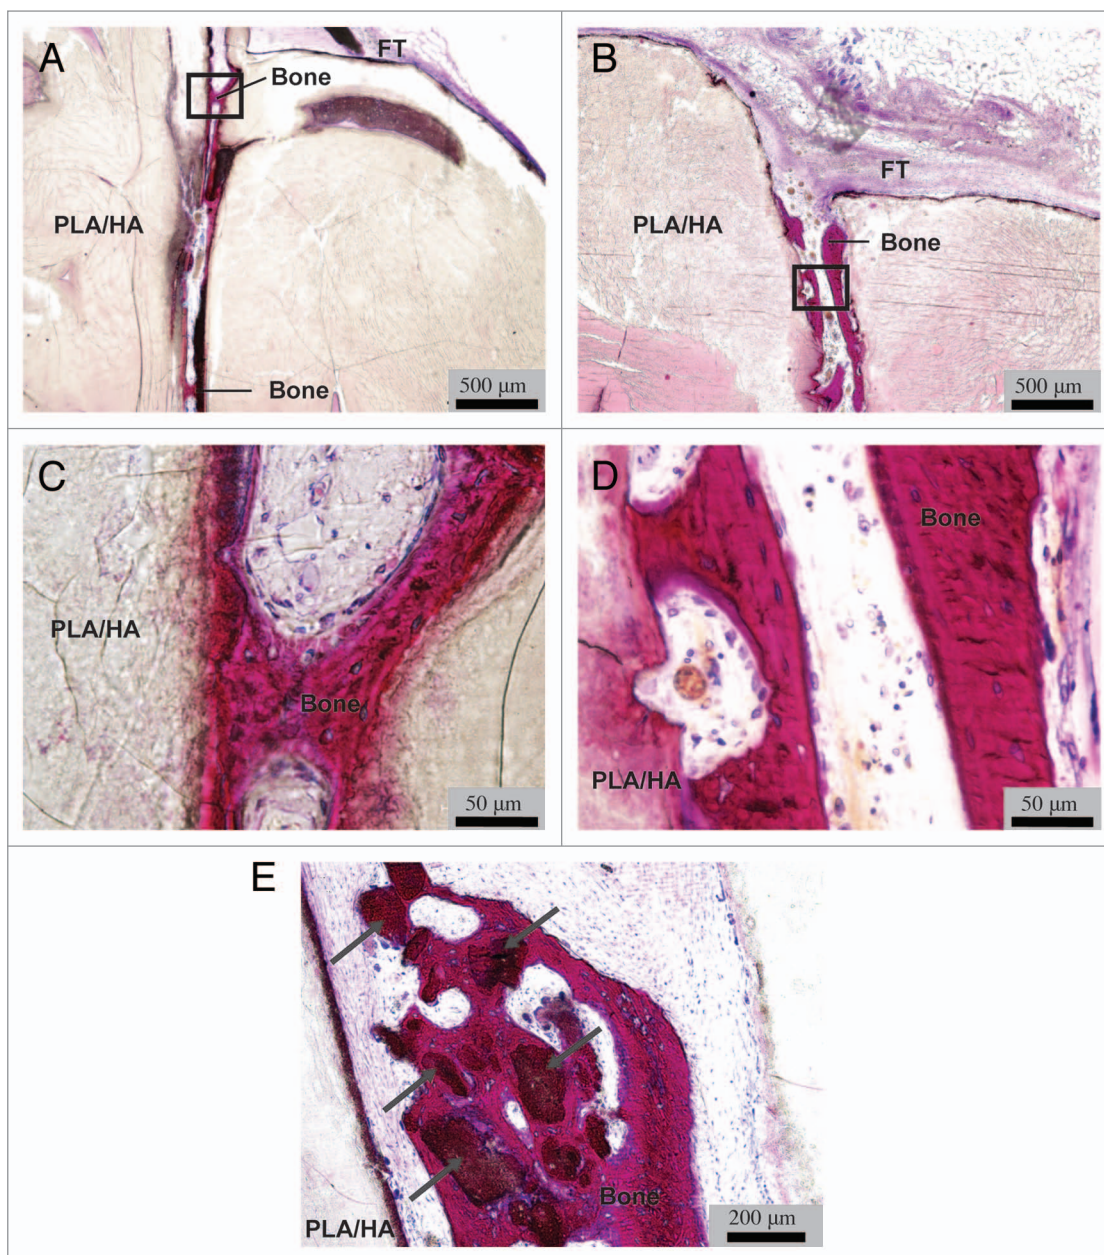 A
FT
Bone
PLA/HA
Bone
500 μm
B
FT
PLA/HA
Bone
500 μm
C
PLA/HA
Bone
50 μm
D
Bone
PLA/HA
50 μm
E
Bone
PLA/HA
200 μm